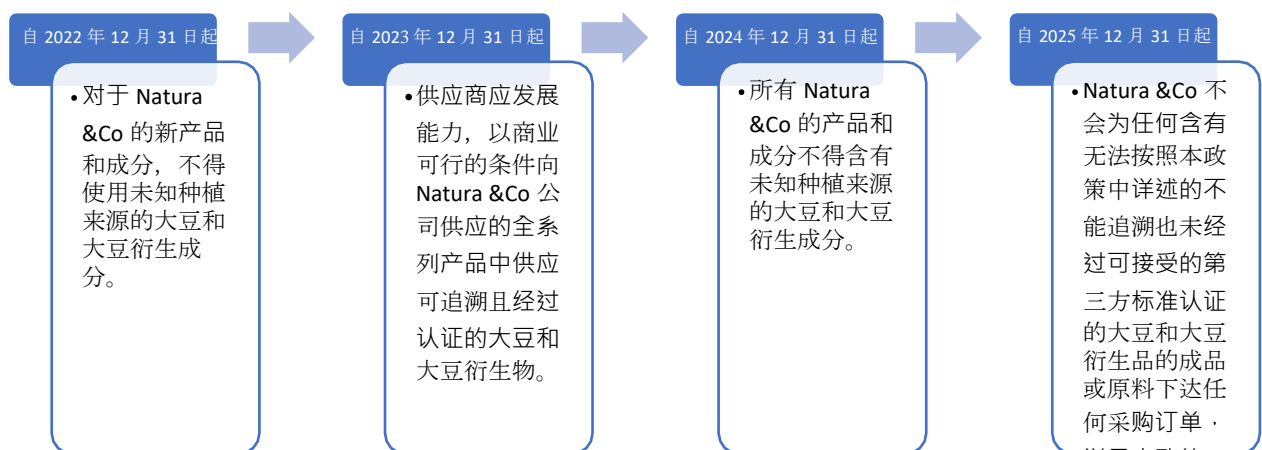 自 2022 年 12 月 31 日起
•对于 Natura
&Co 的新产品
和成分，不得
使用未知种植
来源的大豆和
大豆衍生成
分。
自 2023 年 12 月 31 日起
•供应商应发展
能力，以商业
可行的条件向
Natura &Co 公
司供应的全系
列产品中供应
可追溯且经过
认证的大豆和
大豆衍生物。
自 2024 年 12 月 31 日起
•所有 Natura
&Co 的产品和
成分不得含有
未知种植来源
的大豆和大豆
衍生成分。
自 2025 年 12 月 31 日起
•Natura &Co 不
会为任何含有
无法按照本政
策中详述的不
能追溯也未经
过可接受的第
三方标准认证
的大豆和大豆
衍生品的成品
或原料下达任
何采购订单，